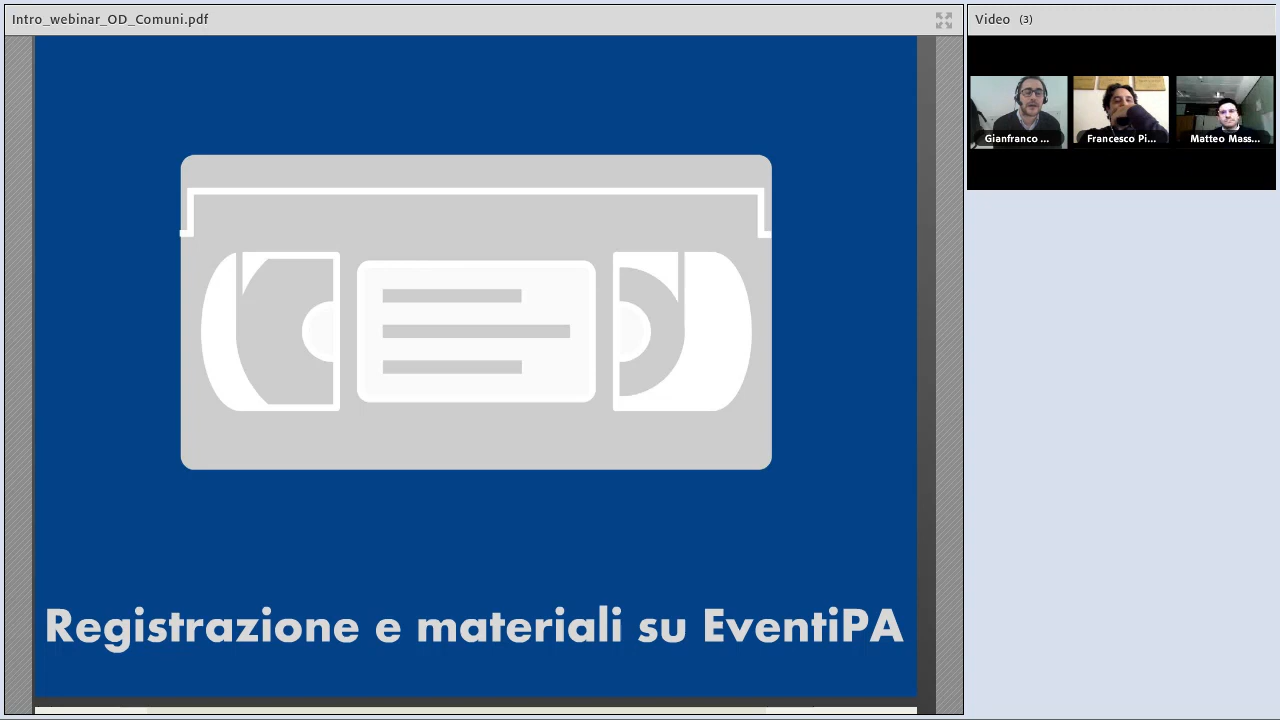 Intro_webinar_OD_Comuni.pdf
Video (3)
Gianfranco ...
Francesco Pi...
Matteo Mass...
Registrazione e materiali su EventiPA